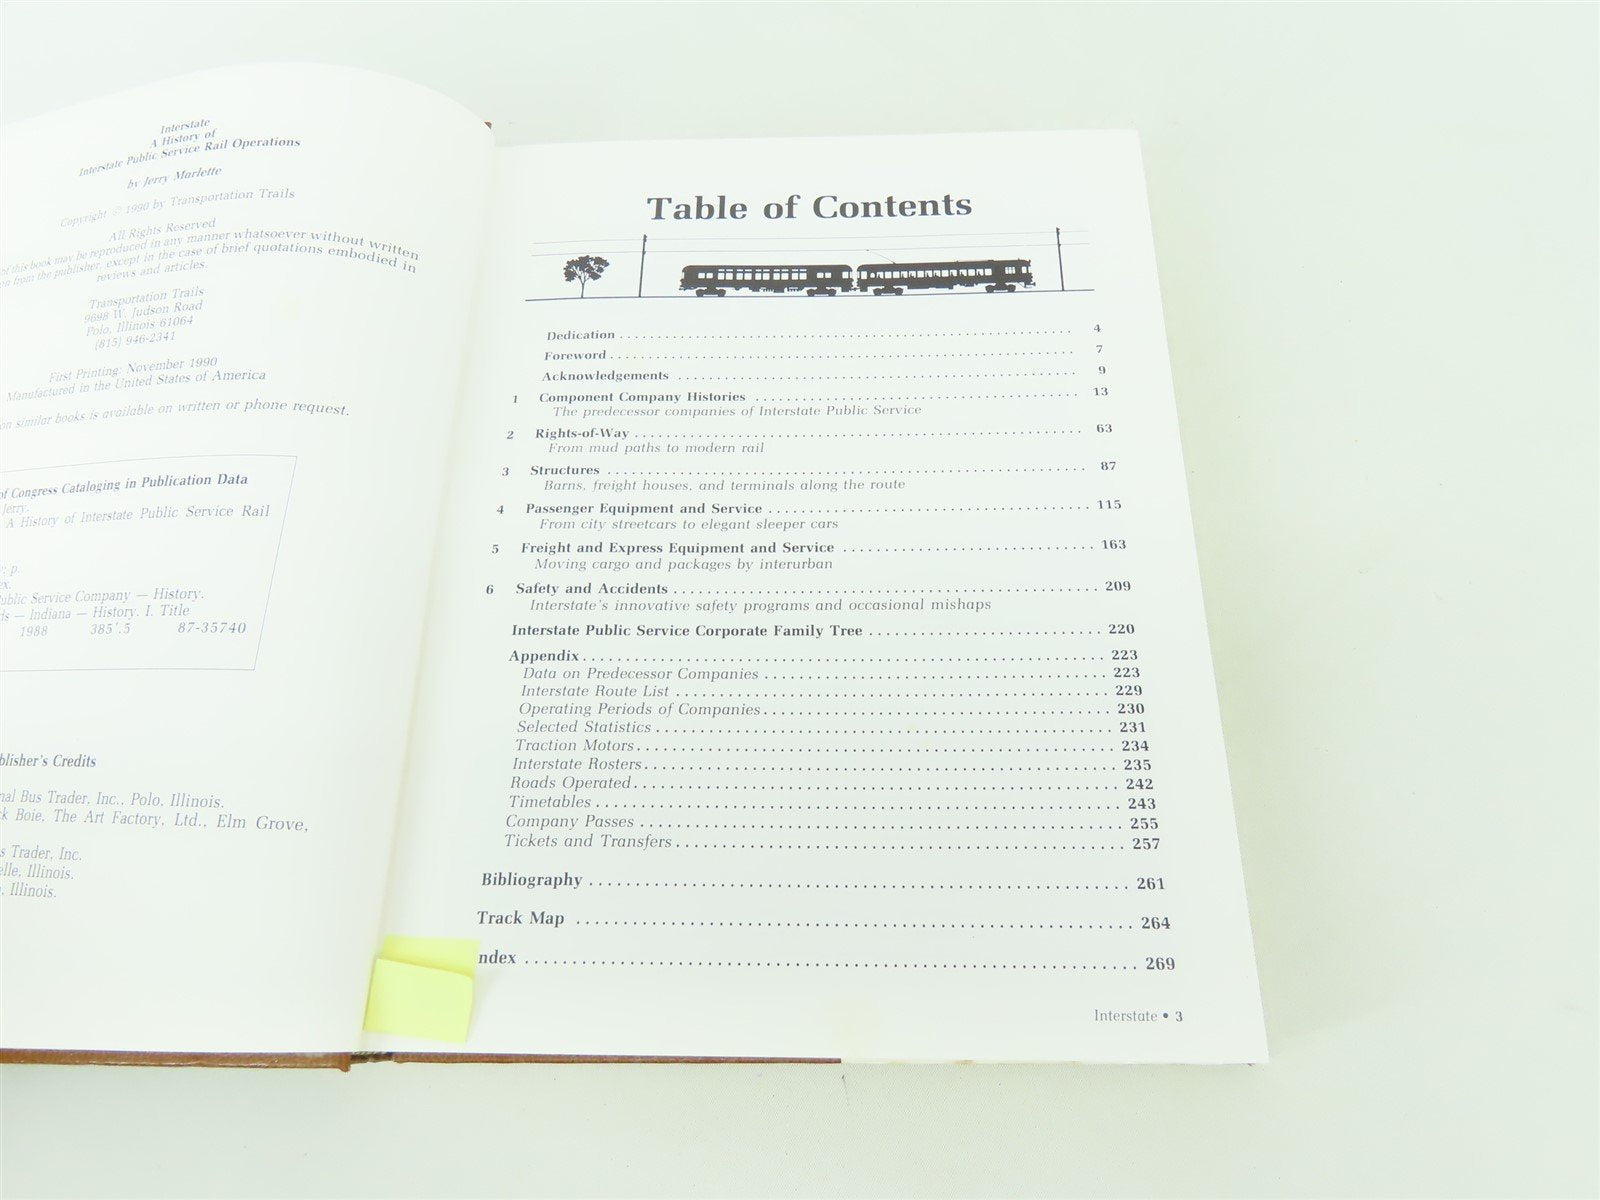 Interstate
A History of
Interstate Public Service Rail Operations
by Jerry Marlette
Copyright © 1990 by Transportation Trails
All Rights Reserved
of this book may be reproduced in any manner whatsoever without written
from the publisher, except in the case of brief quotations embodied in
reviews and articles.
Transportation Trails
9698 W. Judson Road
Polo, Illinois 61064
(815) 946-2341
First Printing: November 1990
Manufactured in the United States of America
on similar books is available on written or phone request.
of Congress Cataloging in Publication Data
Jerry.
A History of Interstate Public Service Rail
; p.
Public Service Company — History.
— Indiana — History. I. Title
1988 385'.5 87-35740
Publisher's Credits
Bus Trader, Inc., Polo, Illinois.
Boie, The Art Factory, Ltd., Elm Grove,
Trader, Inc.
Illinois.
Illinois.
Table of Contents
Dedication 4
Foreword 7
Acknowledgements 9
1 Component Company Histories 13
The predecessor companies of Interstate Public Service
2 Rights-of-Way 63
From mud paths to modern rail
3 Structures 87
Barns, freight houses, and terminals along the route
4 Passenger Equipment and Service 115
From city streetcars to elegant sleeper cars
5 Freight and Express Equipment and Service 163
Moving cargo and packages by interurban
6 Safety and Accidents 209
Interstate's innovative safety programs and occasional mishaps
Interstate Public Service Corporate Family Tree 220
Appendix 223
Data on Predecessor Companies 223
Interstate Route List 229
Operating Periods of Companies 230
Selected Statistics 231
Traction Motors 234
Interstate Rosters 235
Roads Operated 242
Timetables 243
Company Passes 255
Tickets and Transfers 257
Bibliography 261
Track Map 264
ndex 269
Interstate • 3